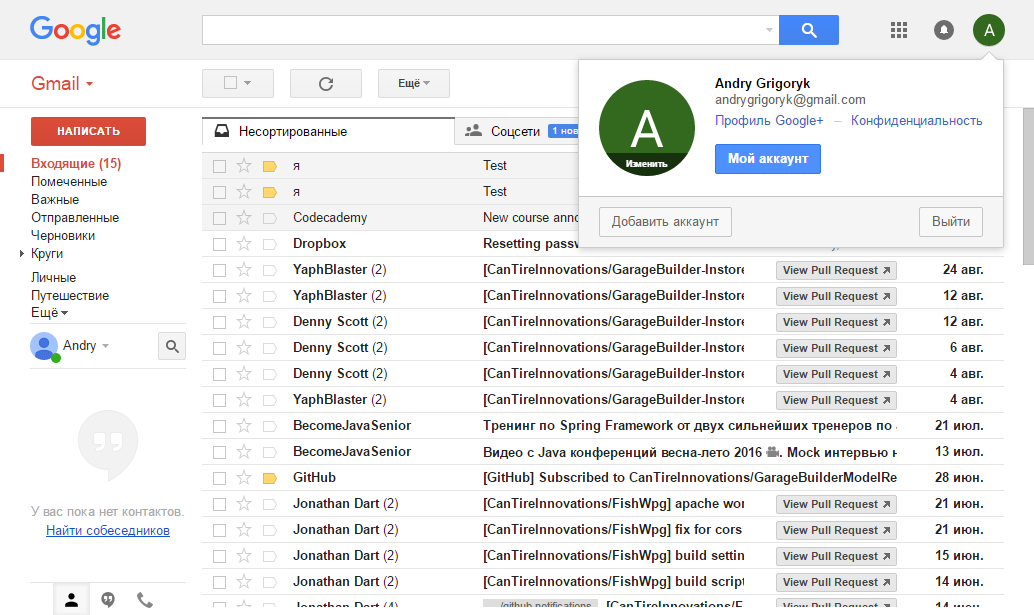 Google
A
Gmail
Ещё
Andry Grigoryk
andrygrigoryk@gmail.com
Профиль Google+ – Конфиденциальность
A
Изменить
Мой аккаунт
Добавить аккаунт
Выйти
НАПИСАТЬ
Входящие (15)
Помеченные
Важные
Отправленные
Черновики
Круги
Личные
Путешествие
Ещё
Andry
У вас пока нет контактов.
Найти собеседников
Несортированные
Соцсети
1 нов
я Test
я Test
Codecademy New course anno
Dropbox Resetting passw
YaphBlaster (2) [CanTireInnovations/GarageBuilder-Instore View Pull Request 24 авг.
YaphBlaster (2) [CanTireInnovations/GarageBuilder-Instore View Pull Request 12 авг.
Denny Scott (2) [CanTireInnovations/GarageBuilder-Instore View Pull Request 12 авг.
Denny Scott (2) [CanTireInnovations/GarageBuilder-Instore View Pull Request 6 авг.
Denny Scott (2) [CanTireInnovations/GarageBuilder-Instore View Pull Request 4 авг.
YaphBlaster (2) [CanTireInnovations/GarageBuilder-Instore View Pull Request 4 авг.
BecomeJavaSenior Тренинг по Spring Framework от двух сильнейших тренеров по 21 июл.
BecomeJavaSenior Видео с Java конференций весна-лето 2016 🎥. Mock интервью н 13 июл.
GitHub [GitHub] Subscribed to CanTireInnovations/GarageBuilderModelRe 28 июн.
Jonathan Dart (2) [CanTireInnovations/FishWpg] apache wor View Pull Request 21 июн.
Jonathan Dart (2) [CanTireInnovations/FishWpg] fix for cors View Pull Request 21 июн.
Jonathan Dart (2) [CanTireInnovations/FishWpg] build settin View Pull Request 15 июн.
Jonathan Dart (2) [CanTireInnovations/FishWpg] build script View Pull Request 14 июн.
Jonathan Dart (4) /github notifications [CanTireInnovations/F View Pull Request 14 июн.